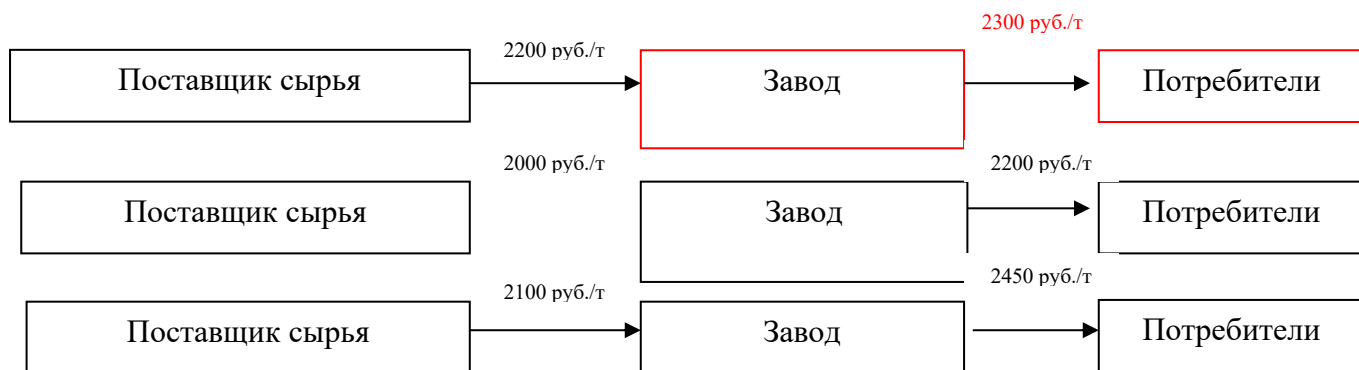 2300 руб./т
2200 руб./т
Поставщик сырья Завод Потребители
2000 руб./т 2200 руб./т
Поставщик сырья Завод Потребители
2100 руб./т 2450 руб./т
Поставщик сырья Завод Потребители